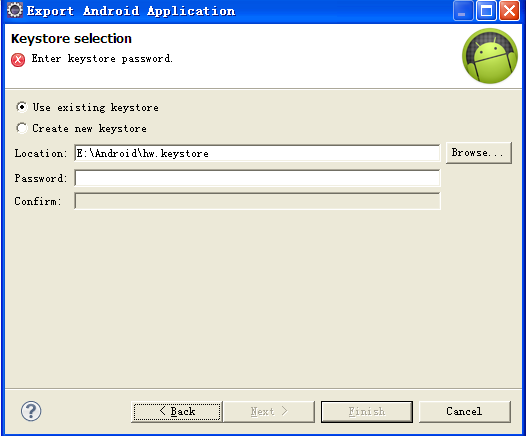 Export Android Application
Keystore selection
Enter keystore password.
Use existing keystore
Create new keystore
Location: E:\Android\hw.keystore Browse...
Password:
Confirm:
? < Back Next > Finish Cancel